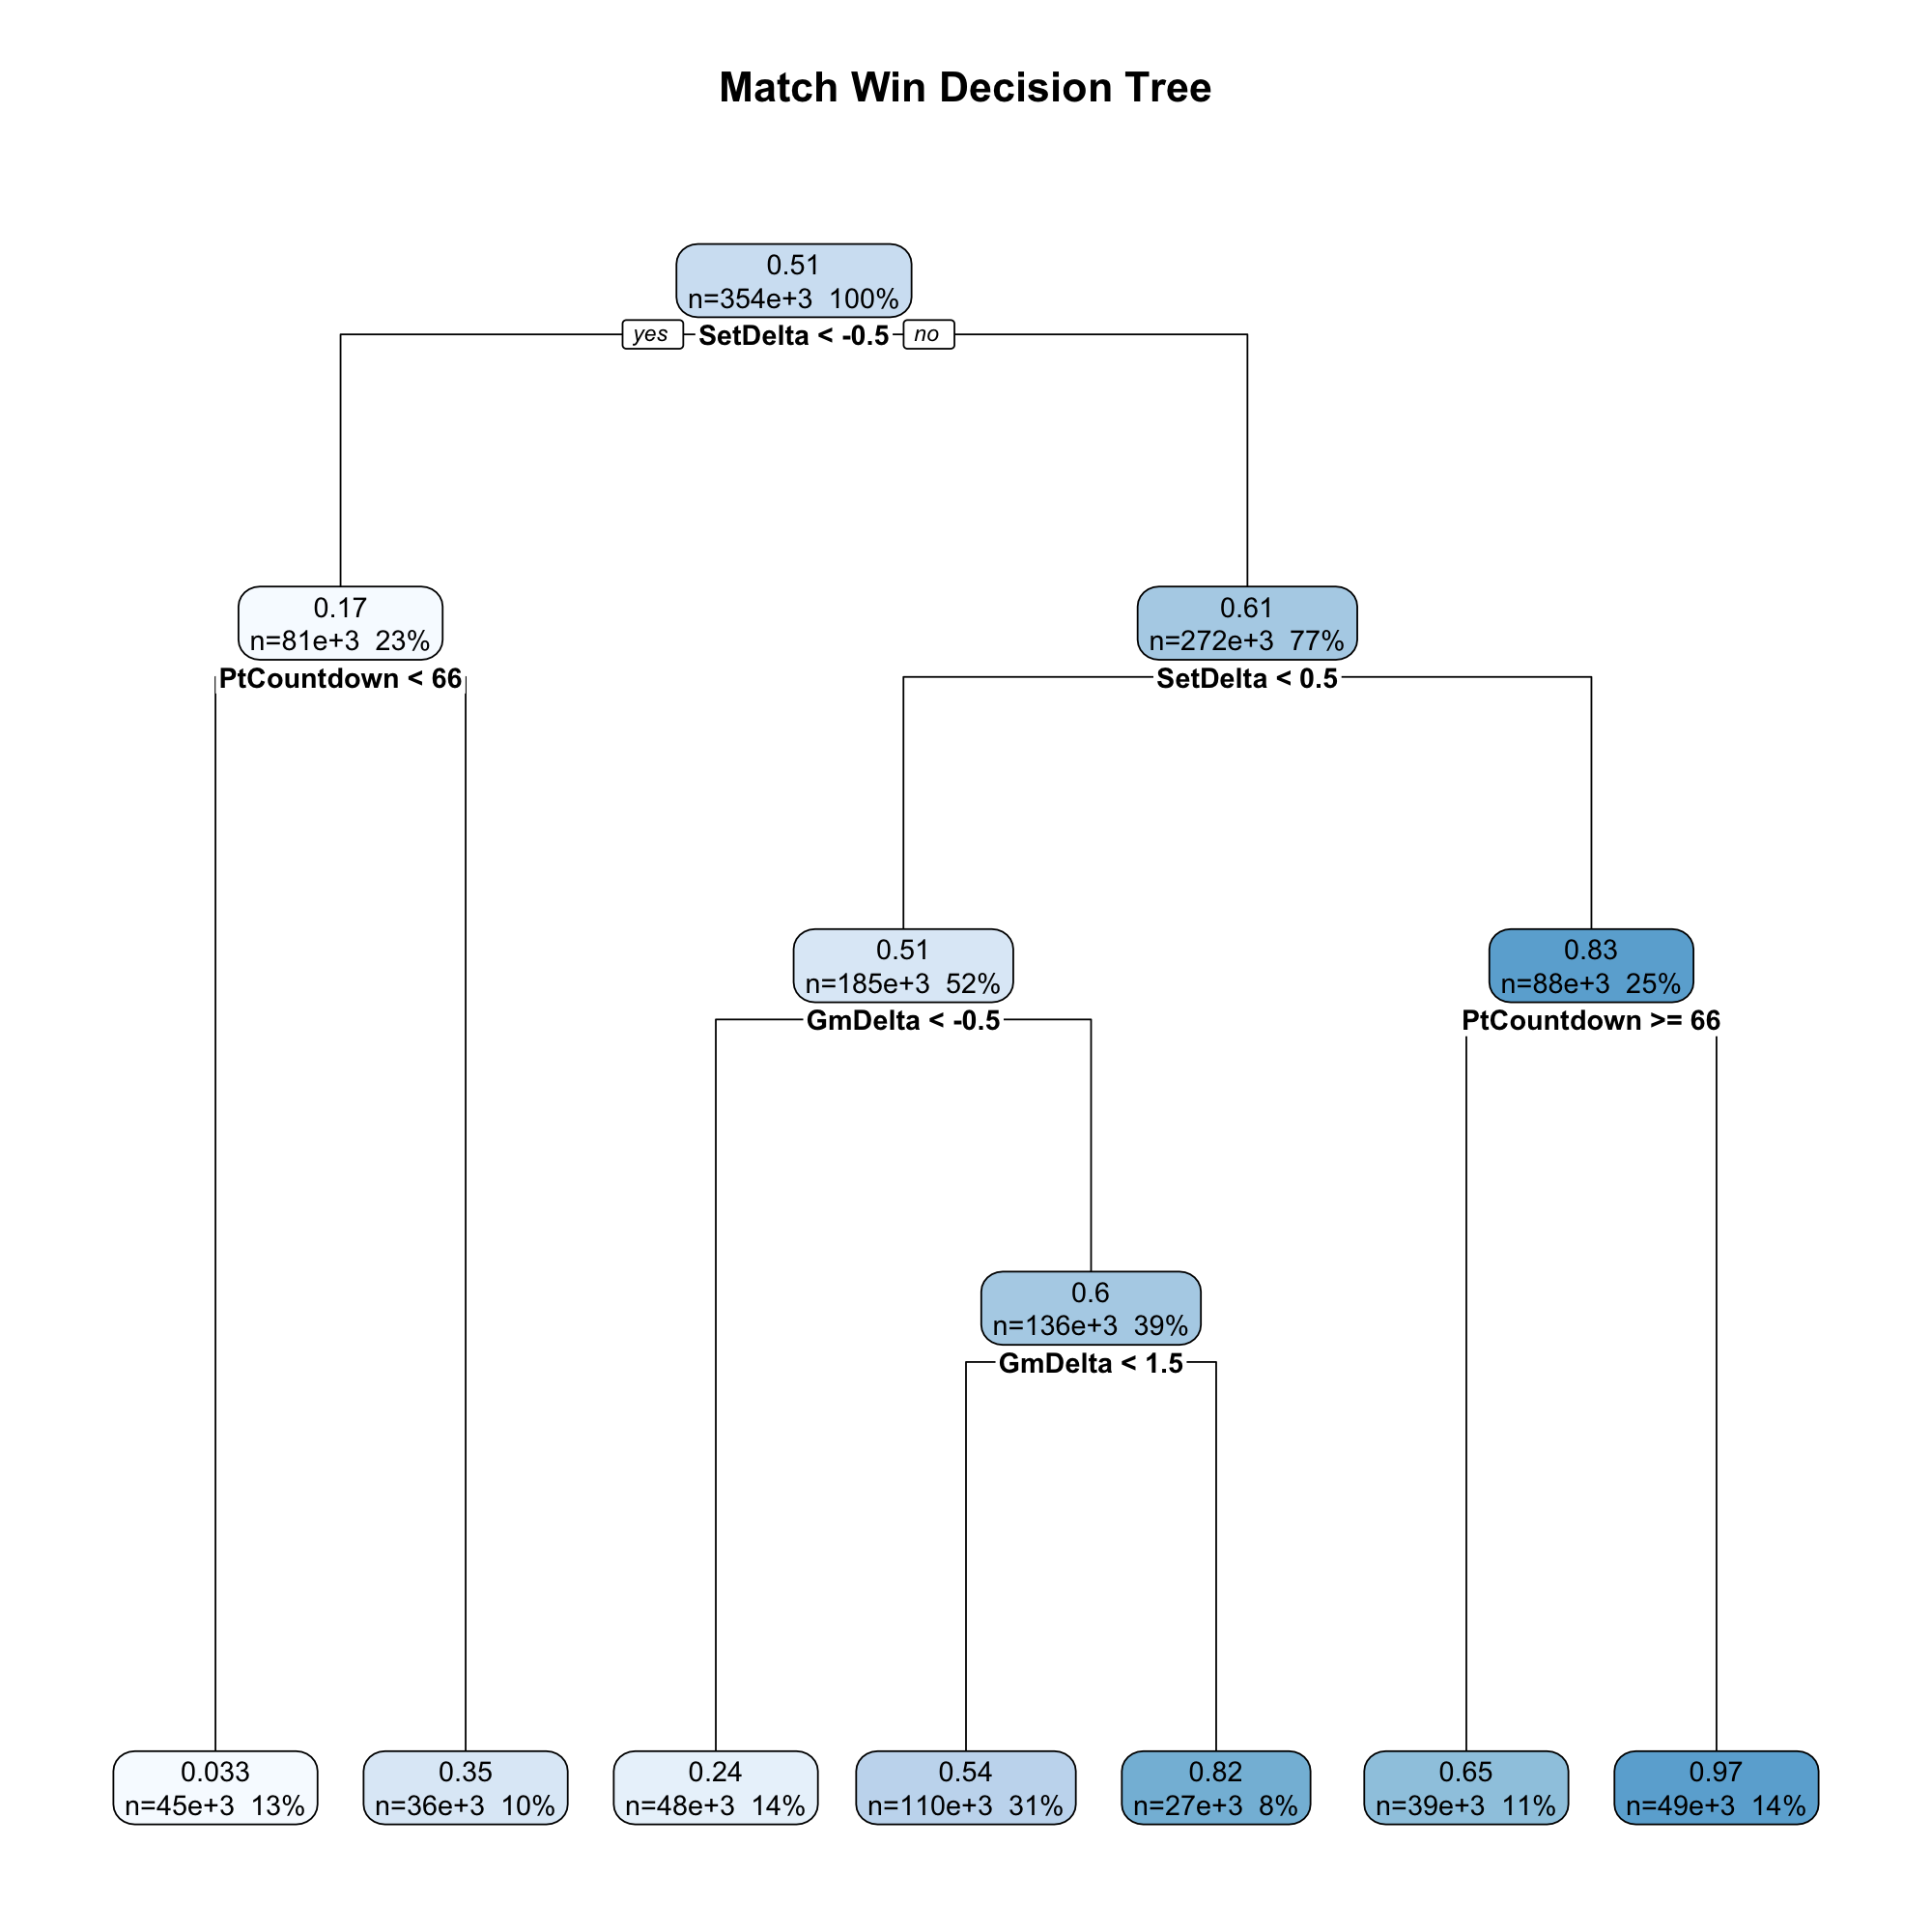 Match Win Decision Tree
0.51
n=354e+3 100%
yes
SetDelta < -0.5
no
0.17
n=81e+3 23%
PtCountdown < 66
0.61
n=272e+3 77%
SetDelta < 0.5
0.51
n=185e+3 52%
GmDelta < -0.5
0.83
n=88e+3 25%
PtCountdown >= 66
0.6
n=136e+3 39%
GmDelta < 1.5
0.033
n=45e+3 13%
0.35
n=36e+3 10%
0.24
n=48e+3 14%
0.54
n=110e+3 31%
0.82
n=27e+3 8%
0.65
n=39e+3 11%
0.97
n=49e+3 14%